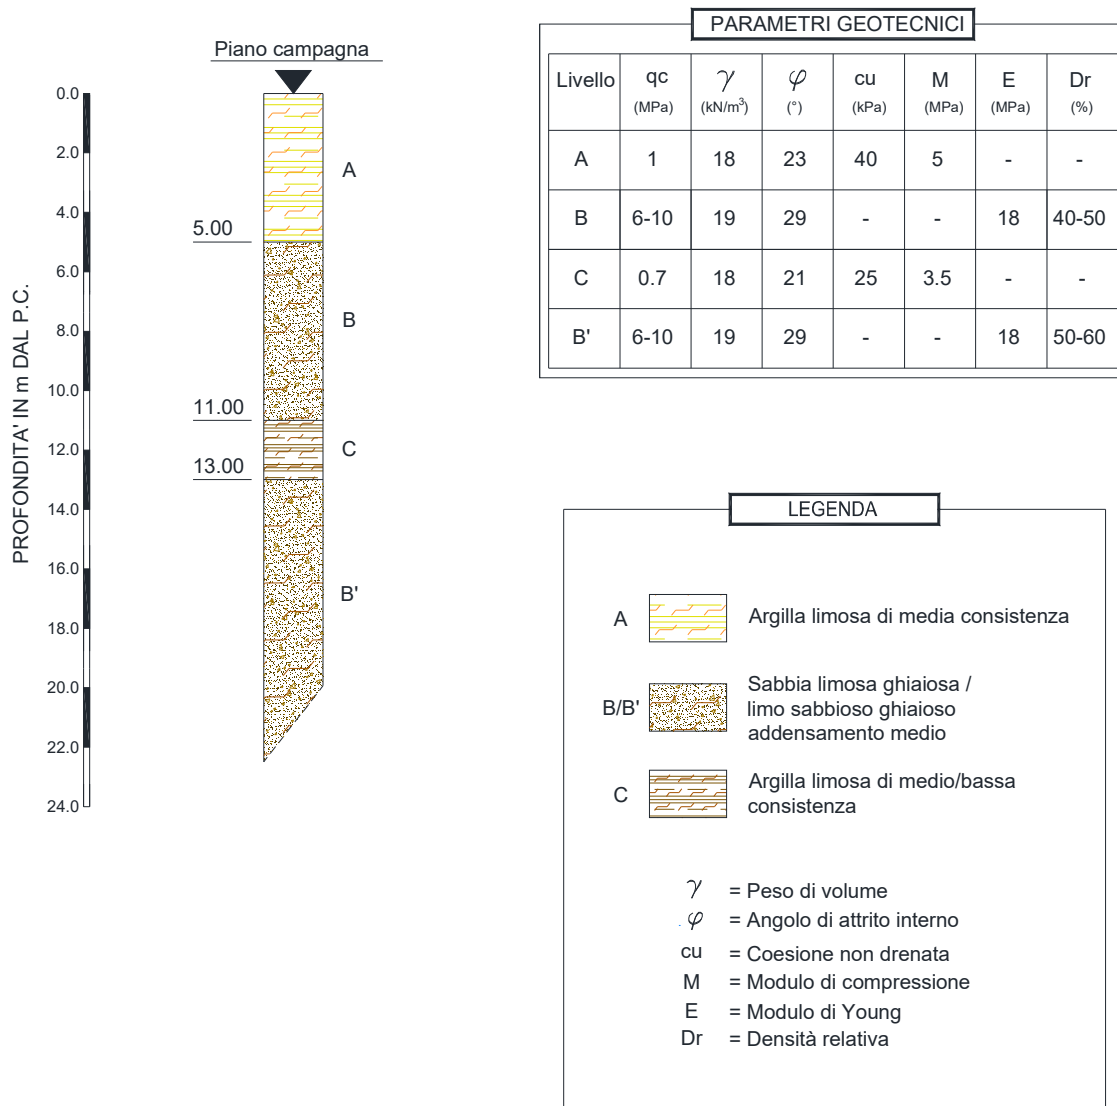 Piano campagna
PROFONDITA' IN m DAL P.C.
0.0
2.0
4.0
6.0
8.0
10.0
12.0
14.0
16.0
18.0
20.0
22.0
24.0
5.00
11.00
13.00
A
B
C
B'
PARAMETRI GEOTECNICI
Livello qc γ φ cu M E Dr
(MPa) (kN/m³) (°) (kPa) (MPa) (MPa) (%)
A 1 18 23 40 5 - -
B 6-10 19 29 - - 18 40-50
C 0.7 18 21 25 3.5 - -
B' 6-10 19 29 - - 18 50-60
LEGENDA
A Argilla limosa di media consistenza
Sabbia limosa ghiaiosa /
B/B' limo sabbioso ghiaioso
addensamento medio
C Argilla limosa di medio/bassa
consistenza
γ = Peso di volume
φ = Angolo di attrito interno
cu = Coesione non drenata
M = Modulo di compressione
E = Modulo di Young
Dr = Densità relativa